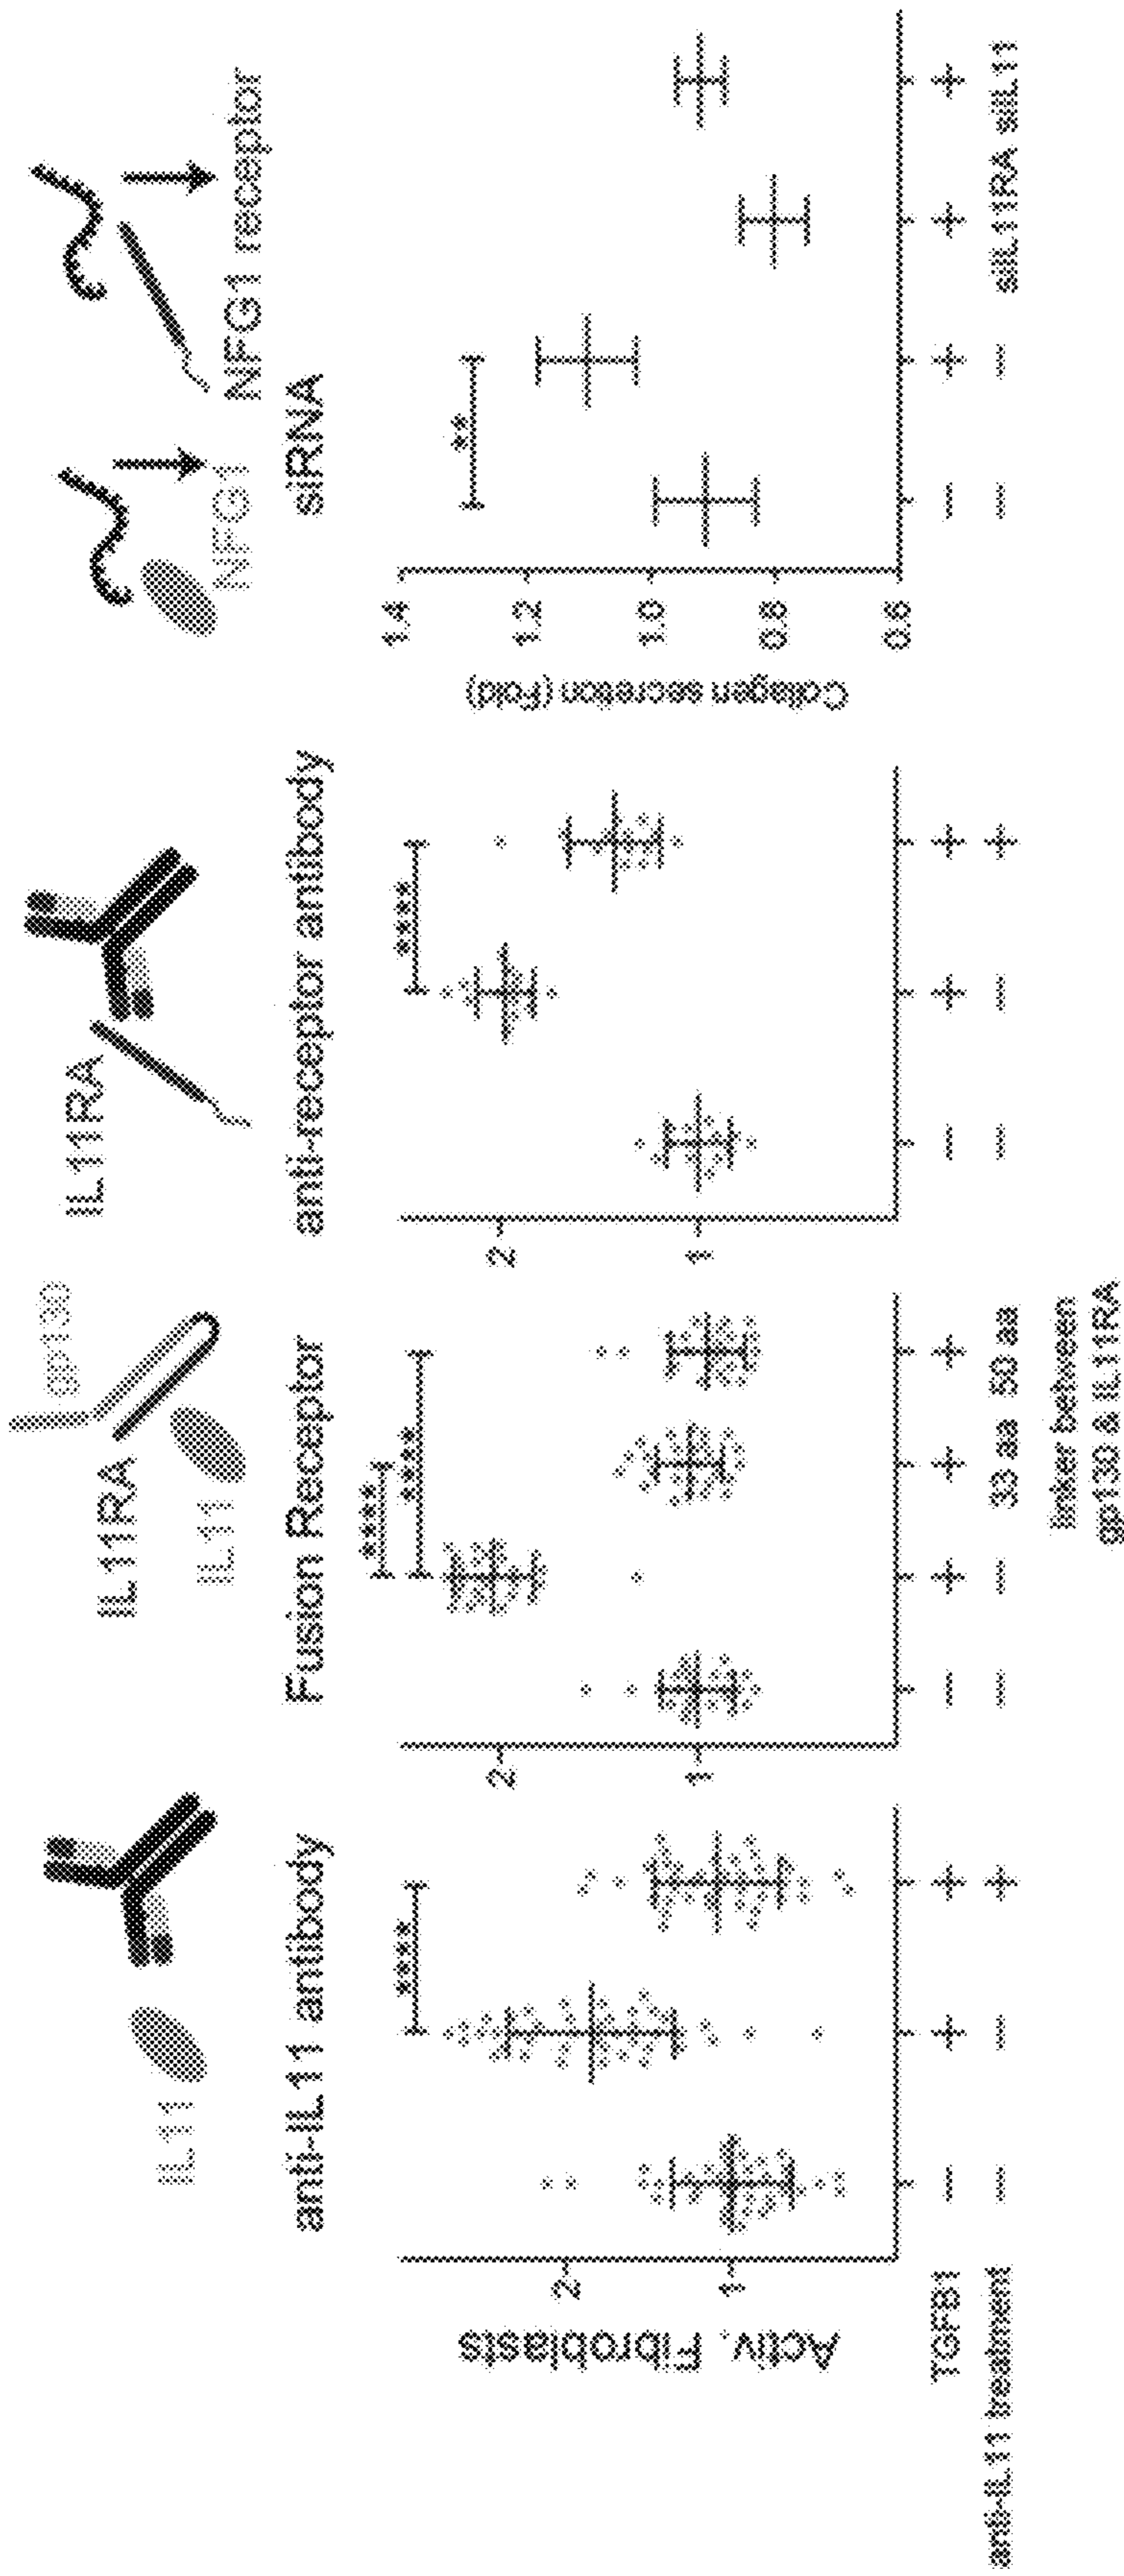 IL11
anti-IL11 antibody
Activ. Fibroblasts
2
1
****
TGFB1
anti-IL11 treatment
− + +
− − +
gp130
IL11RA
IL11
Fusion Receptor
2
1
****
****
− + + +
− − 33 aa 50 aa
linker between
gp130 & IL11RA
IL11RA
anti-receptor antibody
2
1
****
− + +
− − +
NFG1
NFG1 receptor
siRNA
Collagen secretion (Fold)
1.4
1.2
1.0
0.8
0.6
**
− + + +
− − siIL11RA siIL11